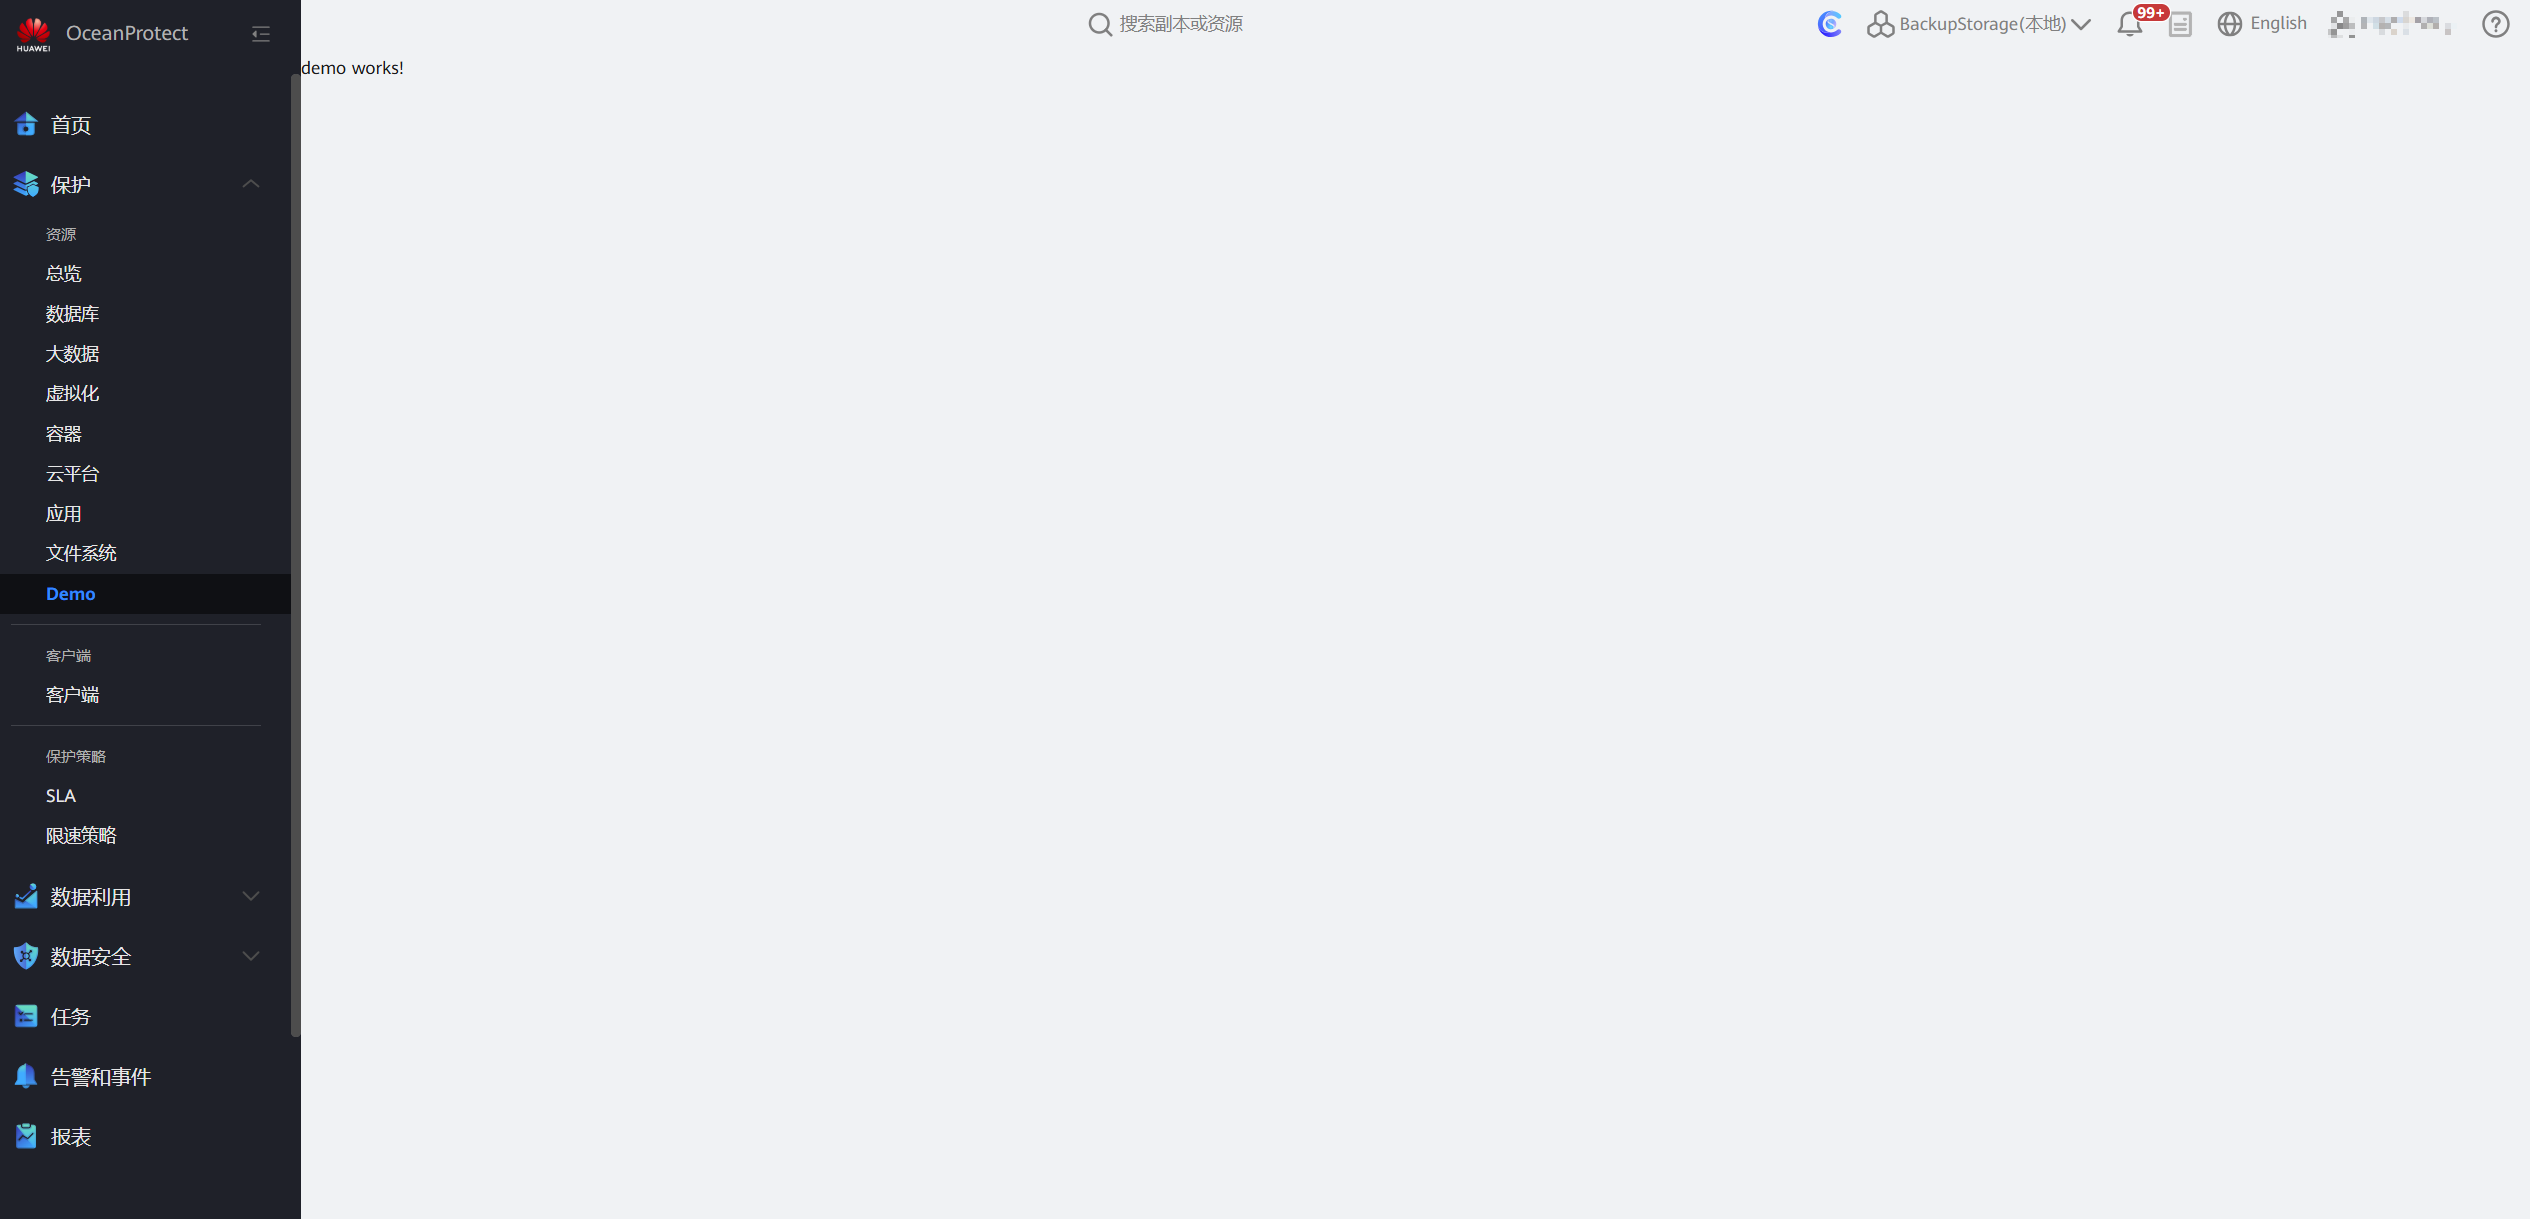 HUAWEI
OceanProtect
搜索副本或资源
BackupStorage(本地)
99+
English
demo works!
首页
保护
资源
总览
数据库
大数据
虚拟化
容器
云平台
应用
文件系统
Demo
客户端
客户端
保护策略
SLA
限速策略
数据利用
数据安全
任务
告警和事件
报表